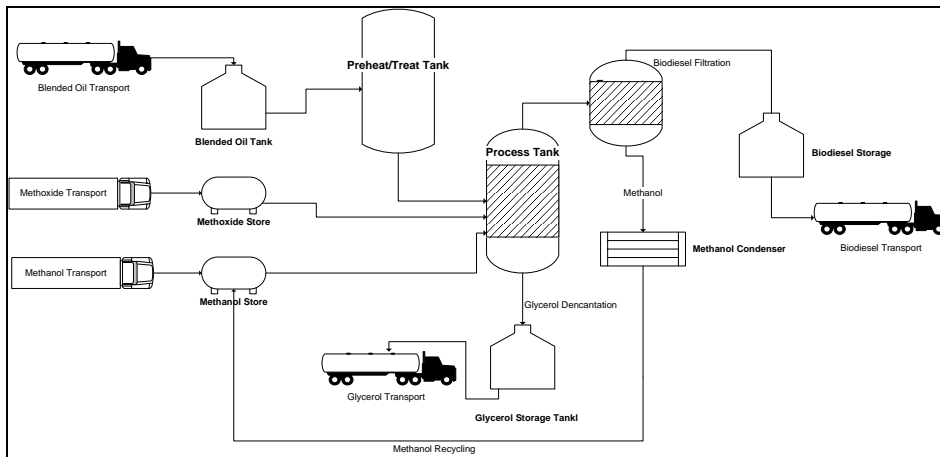 Preheat/Treat Tank
Biodiesel Filtration
Blended Oil Transport
Blended Oil Tank
Process Tank
Biodiesel Storage
Methoxide Transport
Methanol
Methoxide Store
Methanol Condenser
Biodiesel Transport
Methanol Transport
Methanol Store
Glycerol Dencantation
Glycerol Transport
Glycerol Storage Tankl
Methanol Recycling